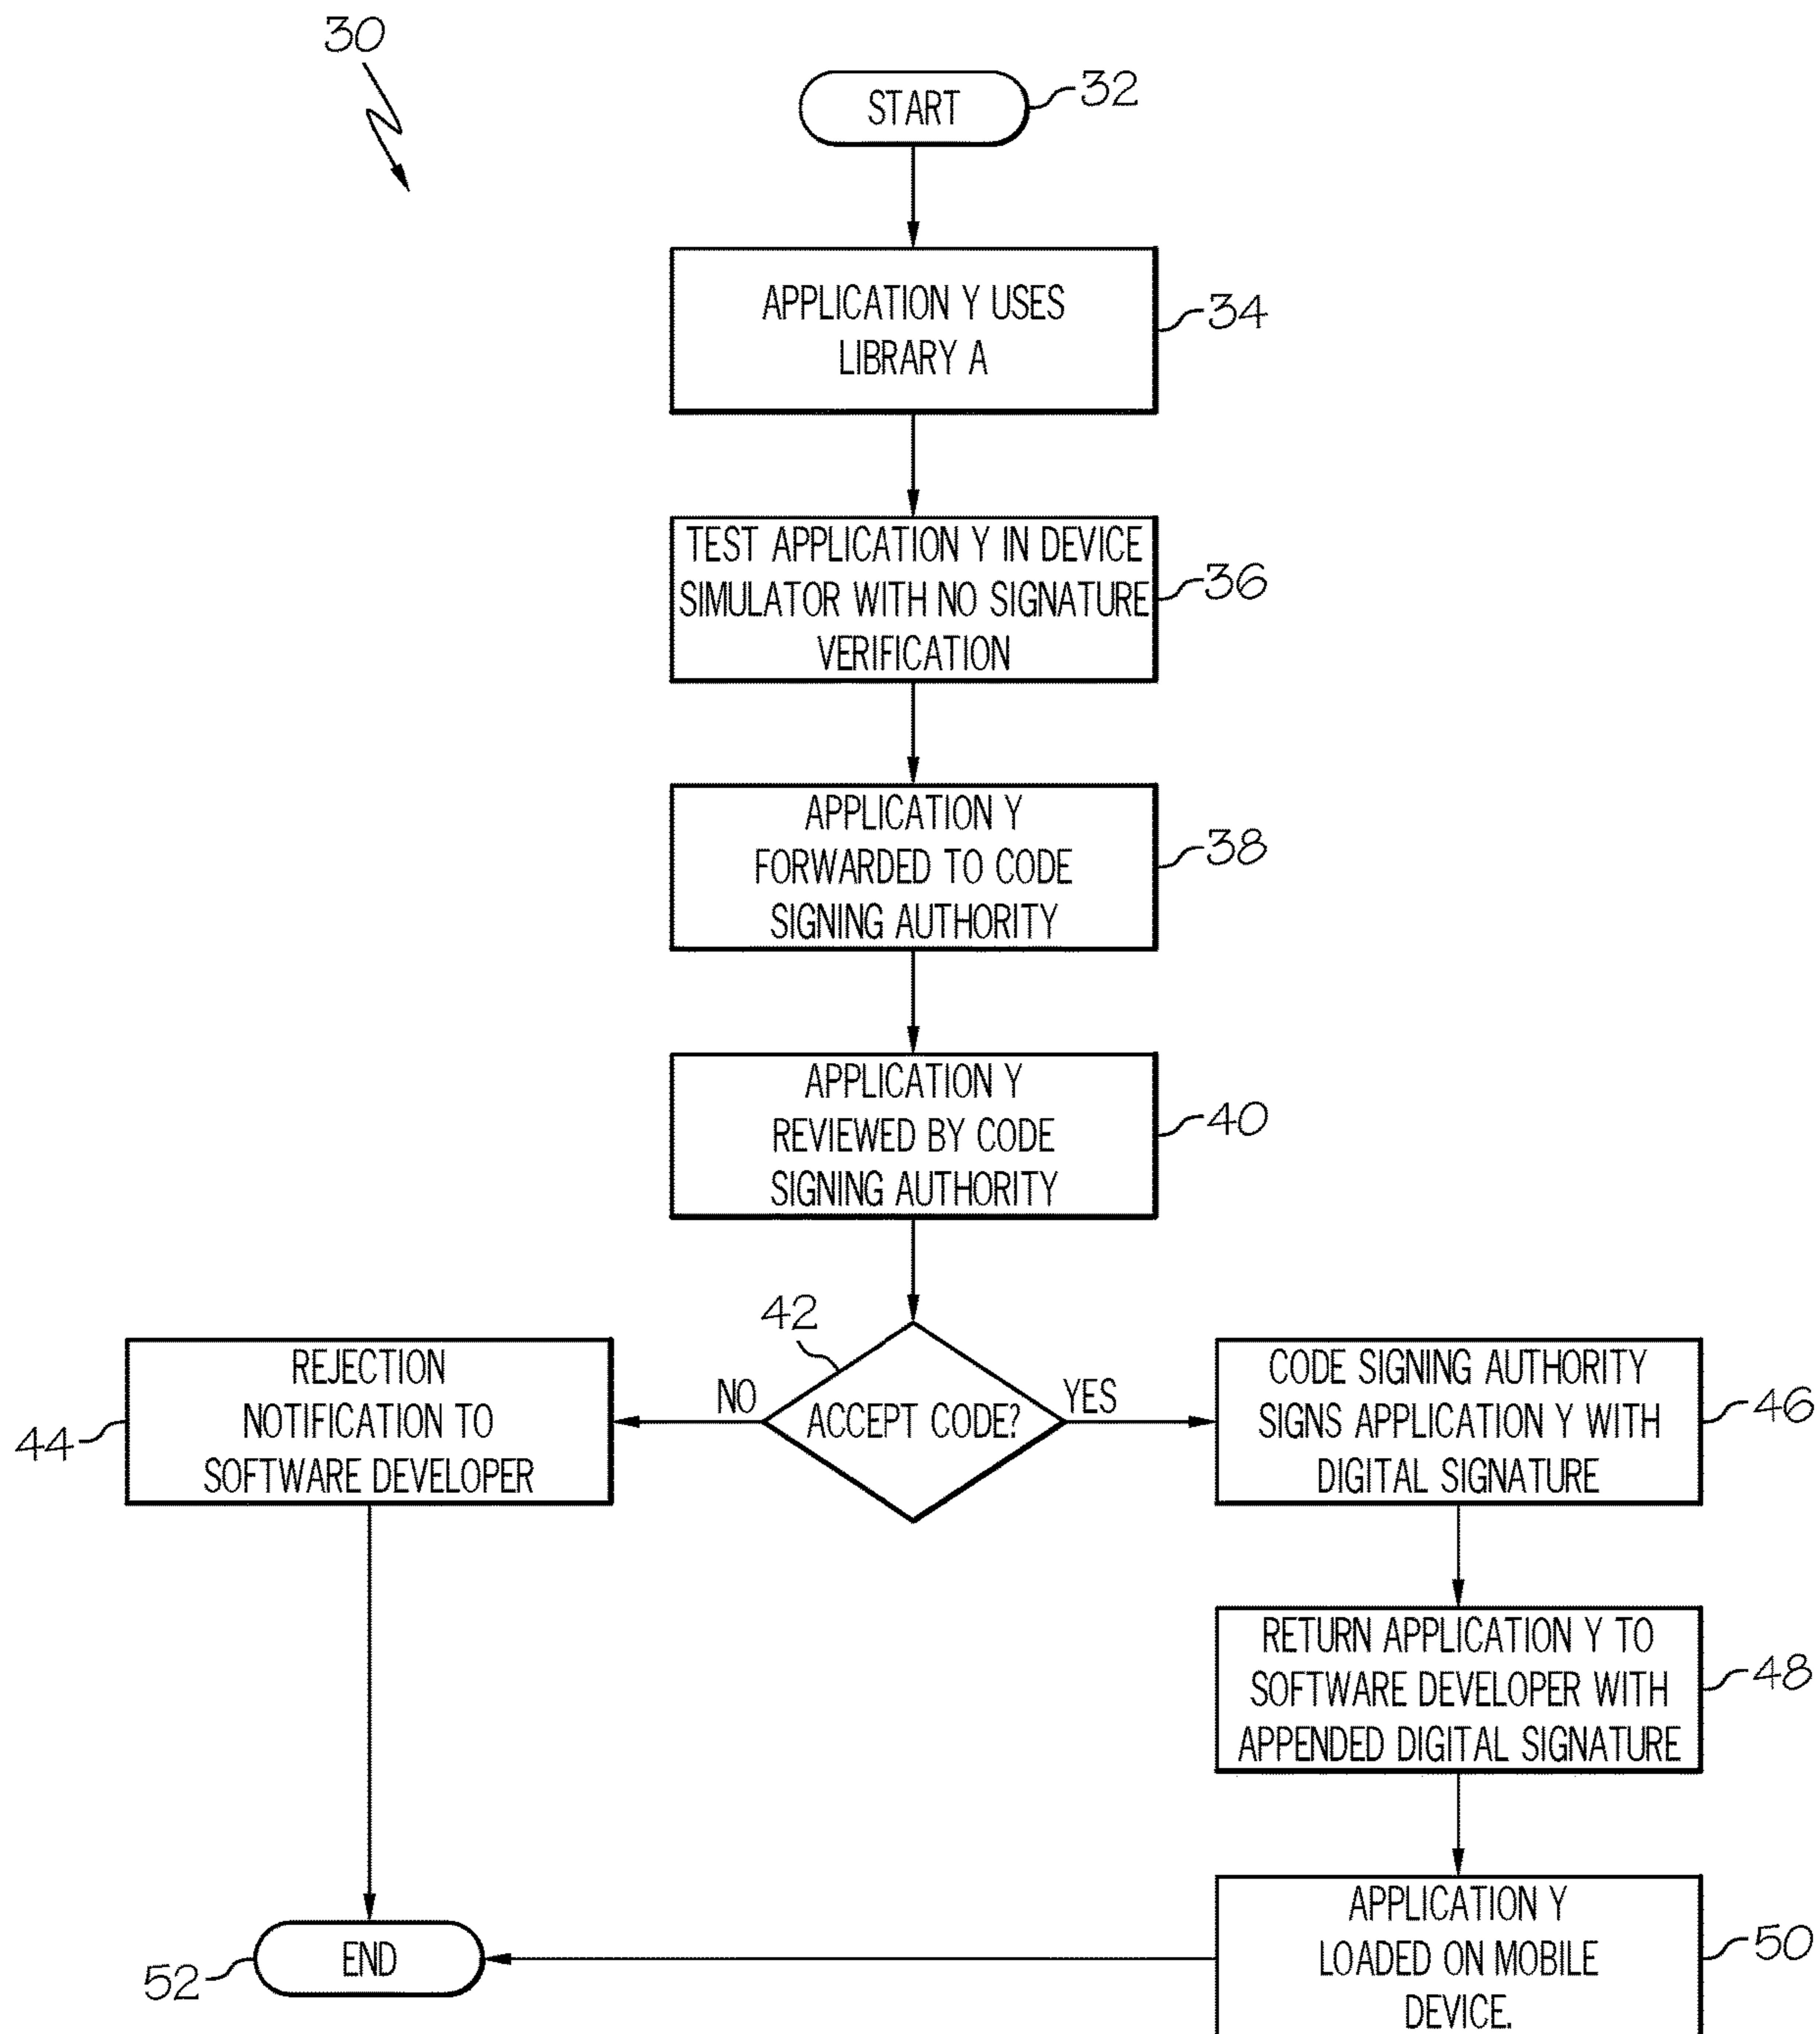 30
START
32
APPLICATION Y USES
LIBRARY A
34
TEST APPLICATION Y IN DEVICE
SIMULATOR WITH NO SIGNATURE
VERIFICATION
36
APPLICATION Y
FORWARDED TO CODE
SIGNING AUTHORITY
38
APPLICATION Y
REVIEWED BY CODE
SIGNING AUTHORITY
40
42
ACCEPT CODE?
NO
YES
REJECTION
NOTIFICATION TO
SOFTWARE DEVELOPER
44
CODE SIGNING AUTHORITY
SIGNS APPLICATION Y WITH
DIGITAL SIGNATURE
46
RETURN APPLICATION Y TO
SOFTWARE DEVELOPER WITH
APPENDED DIGITAL SIGNATURE
48
APPLICATION Y
LOADED ON MOBILE
DEVICE.
50
END
52